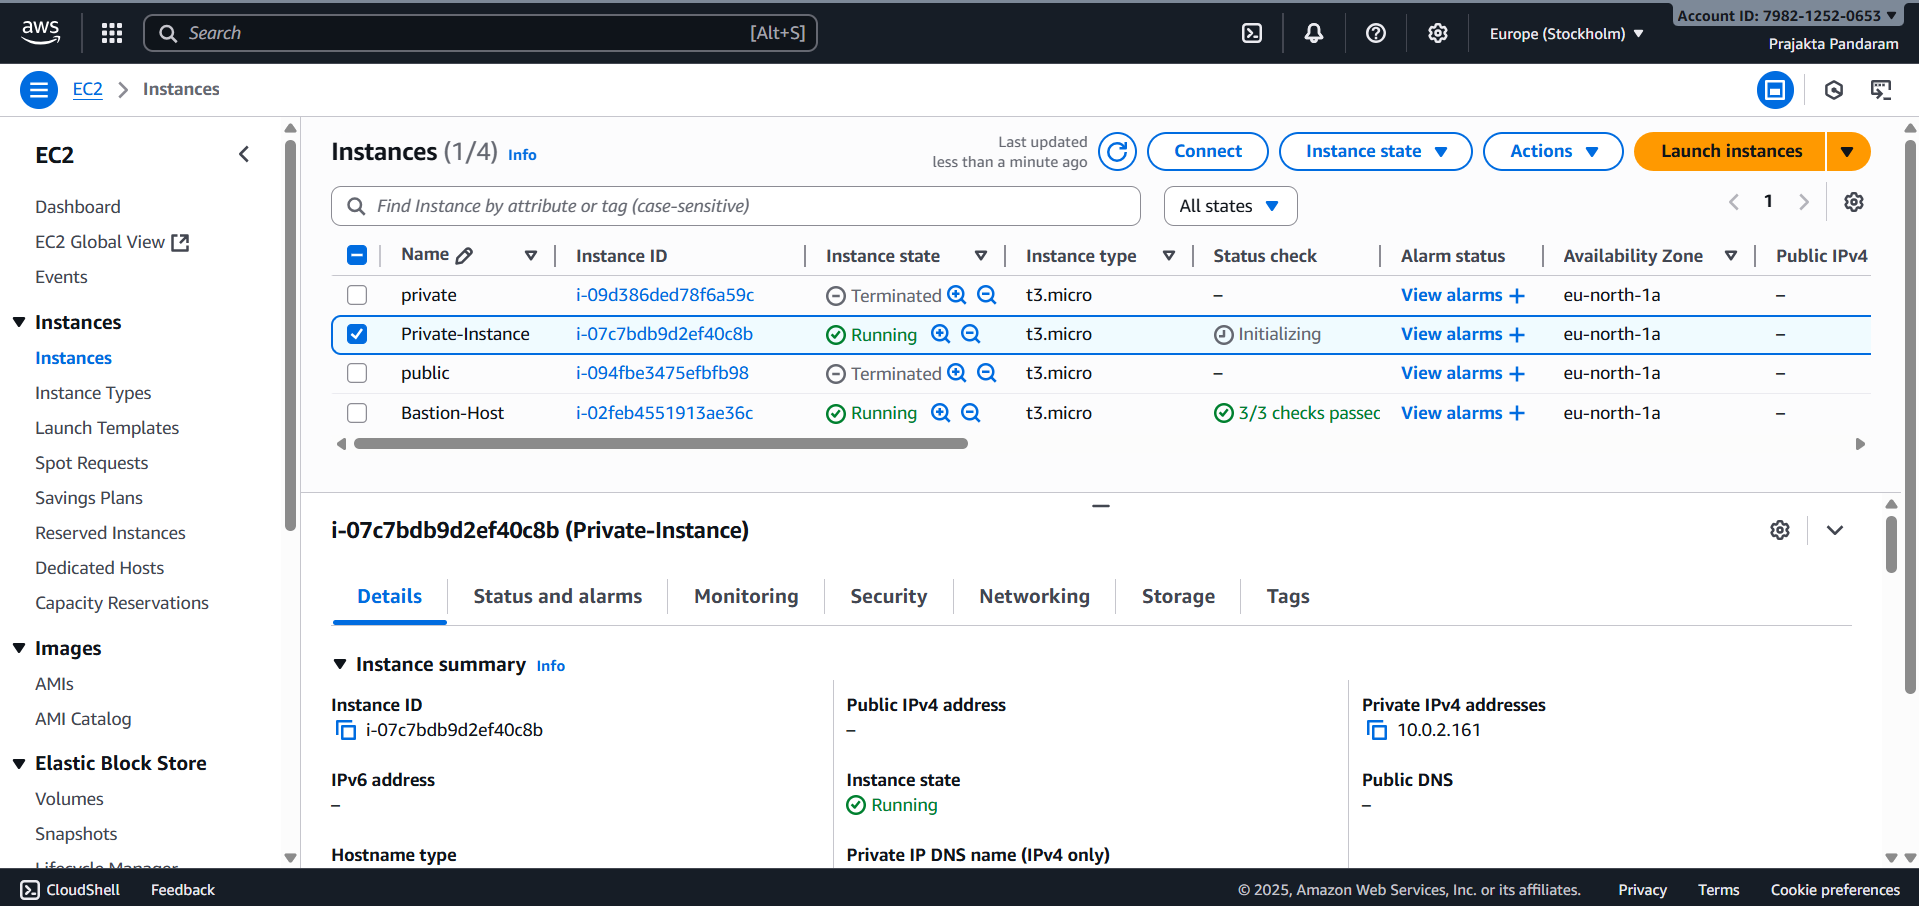 aws
Search
[Alt+S]
Europe (Stockholm)
Account ID: 7982-1252-0653
Prajakta Pandaram
EC2
Instances
EC2
Dashboard
EC2 Global View
Events
Instances
Instances
Instance Types
Launch Templates
Spot Requests
Savings Plans
Reserved Instances
Dedicated Hosts
Capacity Reservations
Images
AMIs
AMI Catalog
Elastic Block Store
Volumes
Snapshots
Lifecycle Manager
Instances (1/4) Info
Last updated
less than a minute ago
Connect
Instance state
Actions
Launch instances
Find Instance by attribute or tag (case-sensitive)
All states
1
Name Instance ID Instance state Instance type Status check Alarm status Availability Zone Public IPv4
private i-09d386ded78f6a59c Terminated t3.micro – View alarms + eu-north-1a –
Private-Instance i-07c7bdb9d2ef40c8b Running t3.micro Initializing View alarms + eu-north-1a –
public i-094fbe3475efbfb98 Terminated t3.micro – View alarms + eu-north-1a –
Bastion-Host i-02feb4551913ae36c Running t3.micro 3/3 checks passec View alarms + eu-north-1a –
i-07c7bdb9d2ef40c8b (Private-Instance)
Details Status and alarms Monitoring Security Networking Storage Tags
Instance summary Info
Instance ID
i-07c7bdb9d2ef40c8b
Public IPv4 address
–
Private IPv4 addresses
10.0.2.161
IPv6 address
–
Instance state
Running
Public DNS
–
Hostname type
Private IP DNS name (IPv4 only)
CloudShell Feedback
© 2025, Amazon Web Services, Inc. or its affiliates. Privacy Terms Cookie preferences